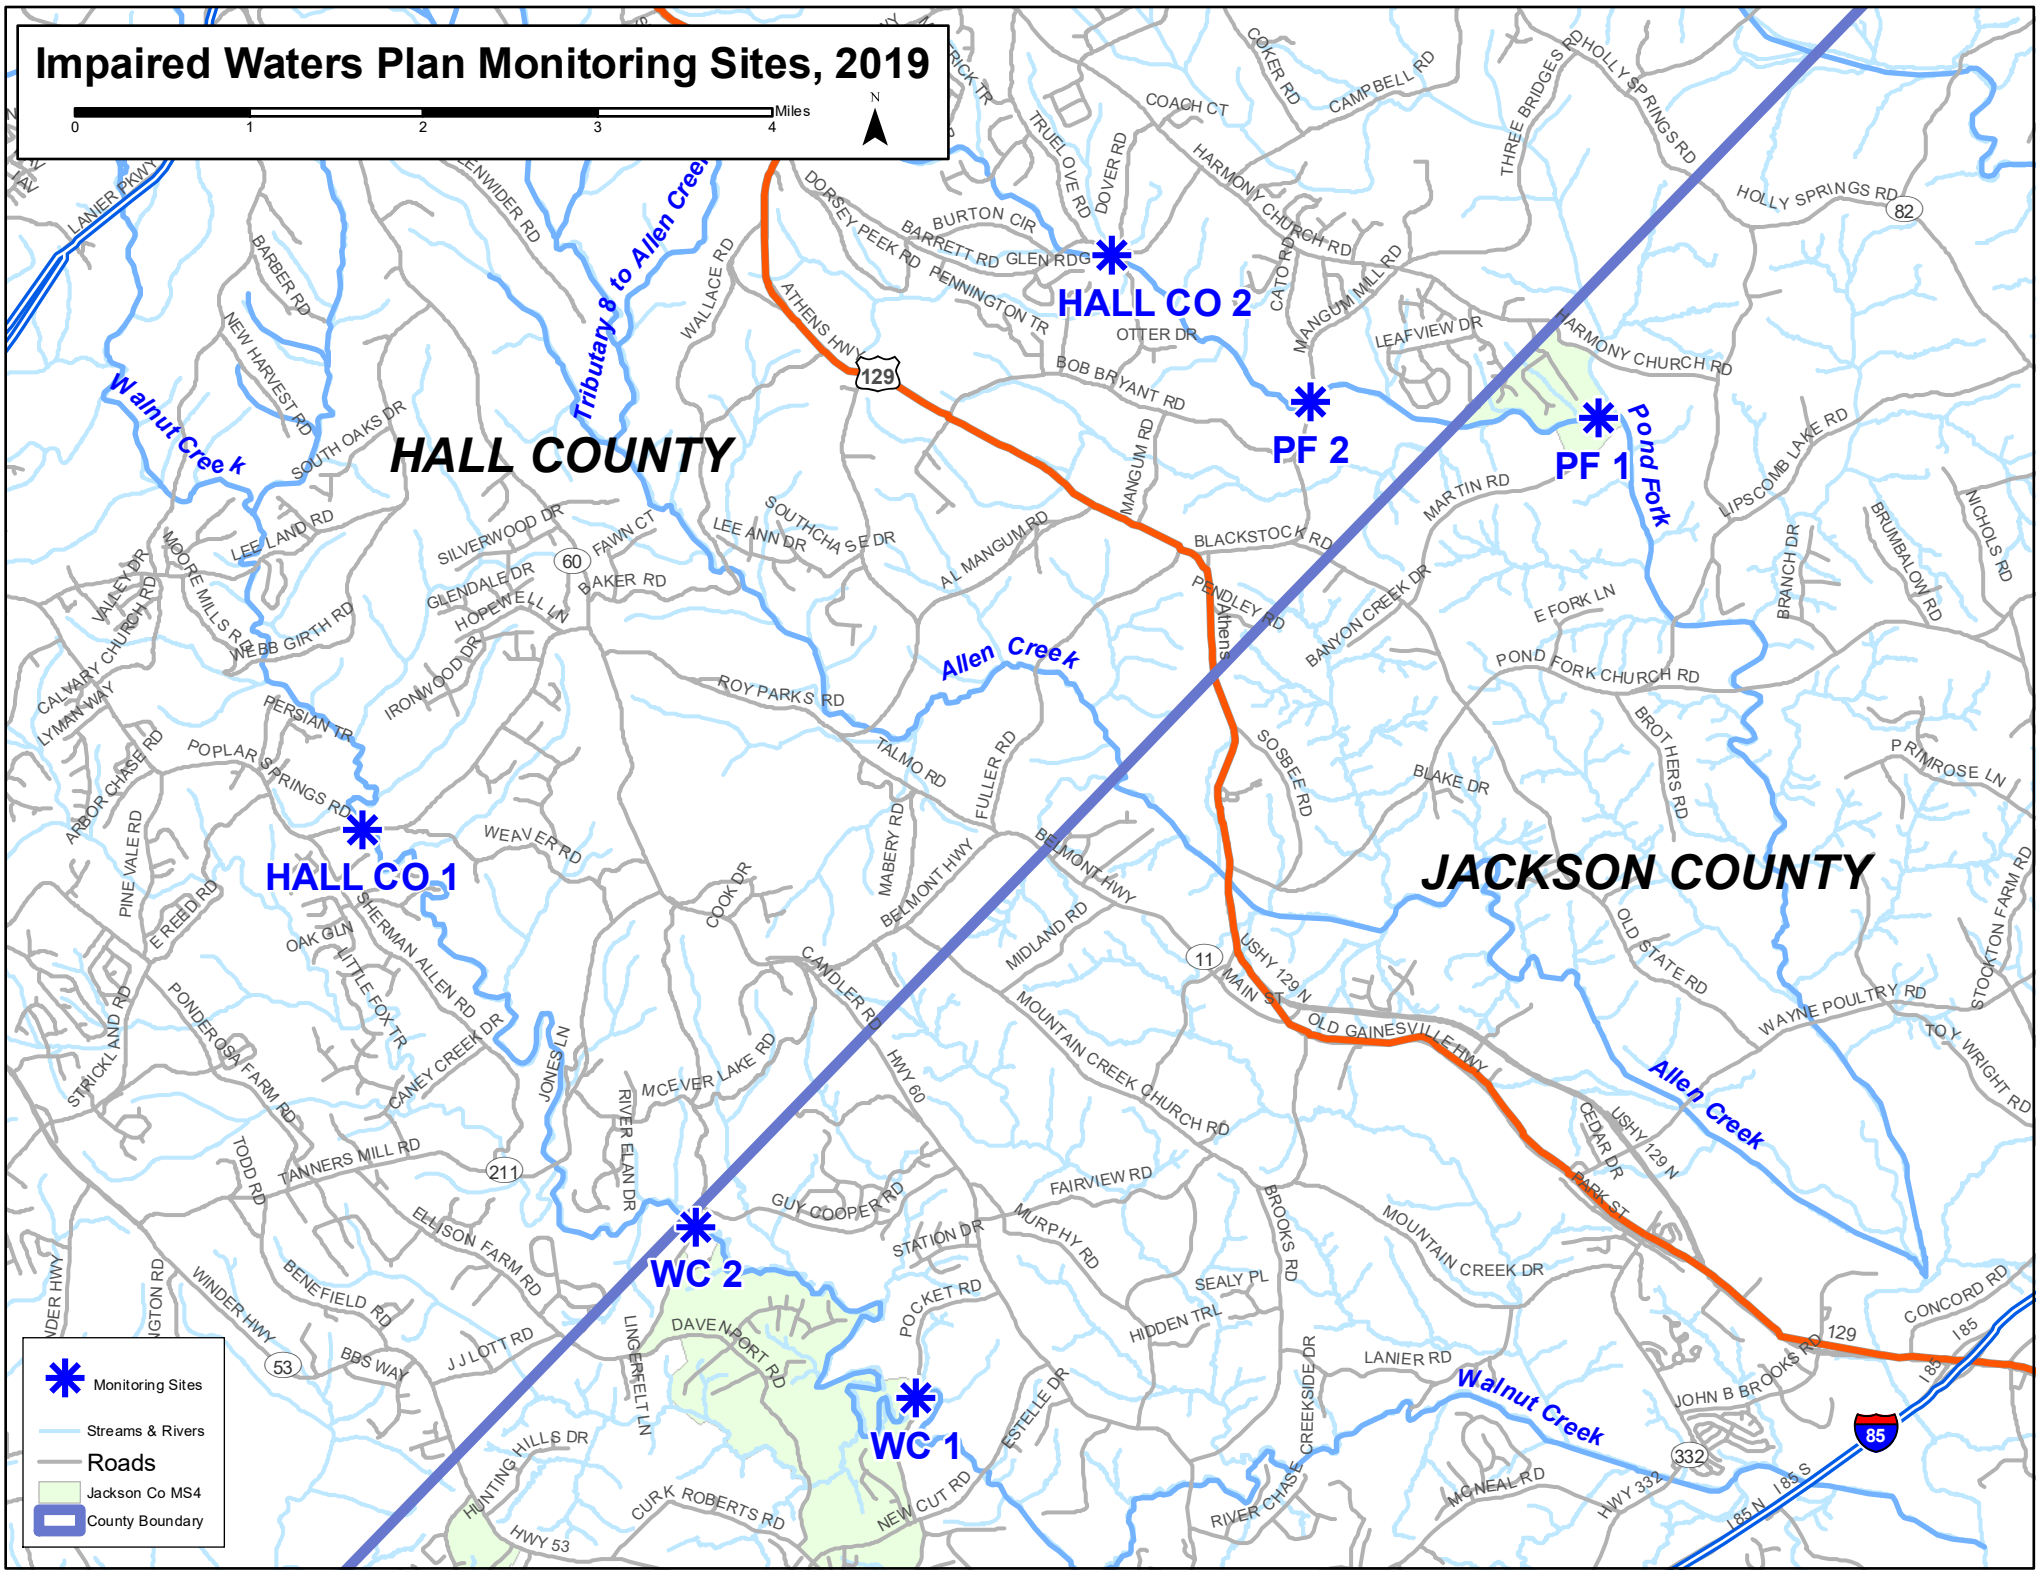 Impaired Waters Plan Monitoring Sites, 2019
0 1 2 3 4 Miles
N
LANIER PKWY
COKER RD
CAMPBELL RD
COACH CT
THREE BRIDGES RD
HOLLY SPRINGS RD
TRUELOVE RD
DOVER RD
HARMONY CHURCH RD
HOLLY SPRINGS RD
82
DORSEY PEEK RD
BURTON CIR
BARRETT RD
GLEN RDG
PENNINGTON TR
HALL CO 2
OTTER DR
CATO RD
MANGUM MILL RD
LEAFVIEW DR
HARMONY CHURCH RD
BARBER RD
Tributary 8 to Allen Creek
WALLACE RD
ATHENS HWY
129
NEW HARVEST RD
BOB BRYANT RD
Walnut Creek
SOUTH OAKS DR
HALL COUNTY
PF 2
PF 1
Pond Fork
LIPSCOMB LAKE RD
MANGUM RD
MARTIN RD
NICHOLS RD
BRUMBALOW RD
BRANCH DR
LEE LAND RD
SILVERWOOD DR
FAWN CT
60
LEE ANN DR
SOUTHCHASE DR
AL MANGUM RD
BLACKSTOCK RD
VALLEY DR
MOORE MILLS RD
GLENDALE DR
HOPEWELL LN
BAKER RD
PENDLEY RD
Athens
BANYON CREEK DR
E FORK LN
CALVARY CHURCH RD
WEBB GIRTH RD
IRONWOOD DR
LYMAN WAY
Allen Creek
POND FORK CHURCH RD
ROY PARKS RD
PERSIAN TR
POPLAR SPRINGS RD
ARBOR CHASE RD
TALMO RD
FULLER RD
SOSBEE RD
BLAKE DR
BROTHERS RD
PRIMROSE LN
HALL CO 1
WEAVER RD
PINE VALE RD
MABERY RD
BELMONT HWY
BELMONT HWY
JACKSON COUNTY
E REED RD
OAK GLN
SHERMAN ALLEN RD
LITTLE FOX TR
COOK DR
MIDLAND RD
OLD STATE RD
STOCKTON FARM RD
CANDLER RD
11
MAIN ST
USHY 129 N
OLD GAINESVILLE HWY
WAYNE POULTRY RD
TOY WRIGHT RD
STRICKLAND RD
PONDEROSA FARM RD
CANEY CREEK DR
JONES LN
MCEVER LAKE RD
RIVER ELAN DR
HWY 60
MOUNTAIN CREEK CHURCH RD
Allen Creek
CEDAR DR
USHY 129 N
PARK ST
TODD RD
TANNERS MILL RD
211
GUY COOPER RD
FAIRVIEW RD
STATION DR
MURPHY RD
BROOKS RD
MOUNTAIN CREEK DR
ELLISON FARM RD
WC 2
SEALY PL
HIDDEN TRL
POCKET RD
WINDER HWY
BENEFIELD RD
BBS WAY
53
J J LOTT RD
LINGERFELT LN
DAVENPORT RD
WC 1
ESTELLE DR
LANIER RD
CREEKSIDE DR
Walnut Creek
129
CONCORD RD
I 85
I 85
JOHN B BROOKS RD
85
332
HWY 332
MCNEAL RD
I 85 N
I 85 S
RIVER CHASE
HUNTING HILLS DR
HWY 53
CURK ROBERTS RD
NEW CUT RD
Monitoring Sites
Streams & Rivers
Roads
Jackson Co MS4
County Boundary